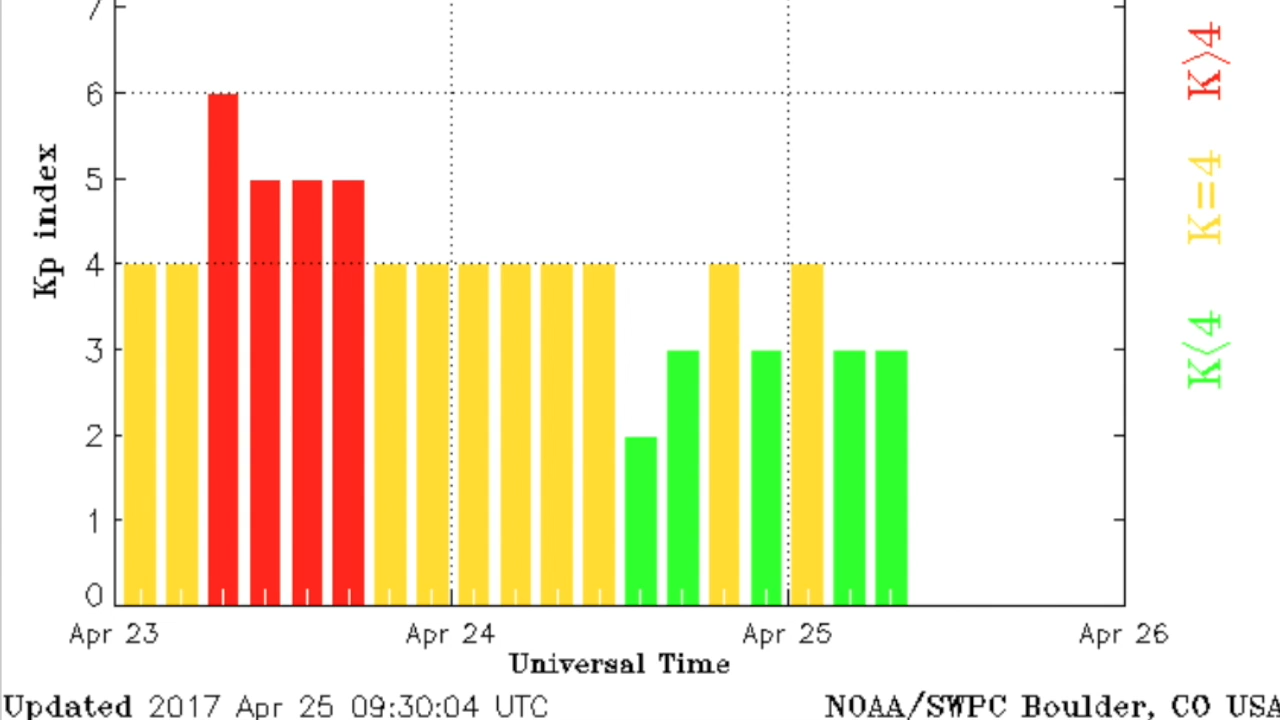 7
6
5
4
3
2
1
0
Kp index
Apr 23
Apr 24
Apr 25
Apr 26
Universal Time
K>4
K=4
K<4
Updated 2017 Apr 25 09:30:04 UTC
NOAA/SWPC Boulder, CO USA